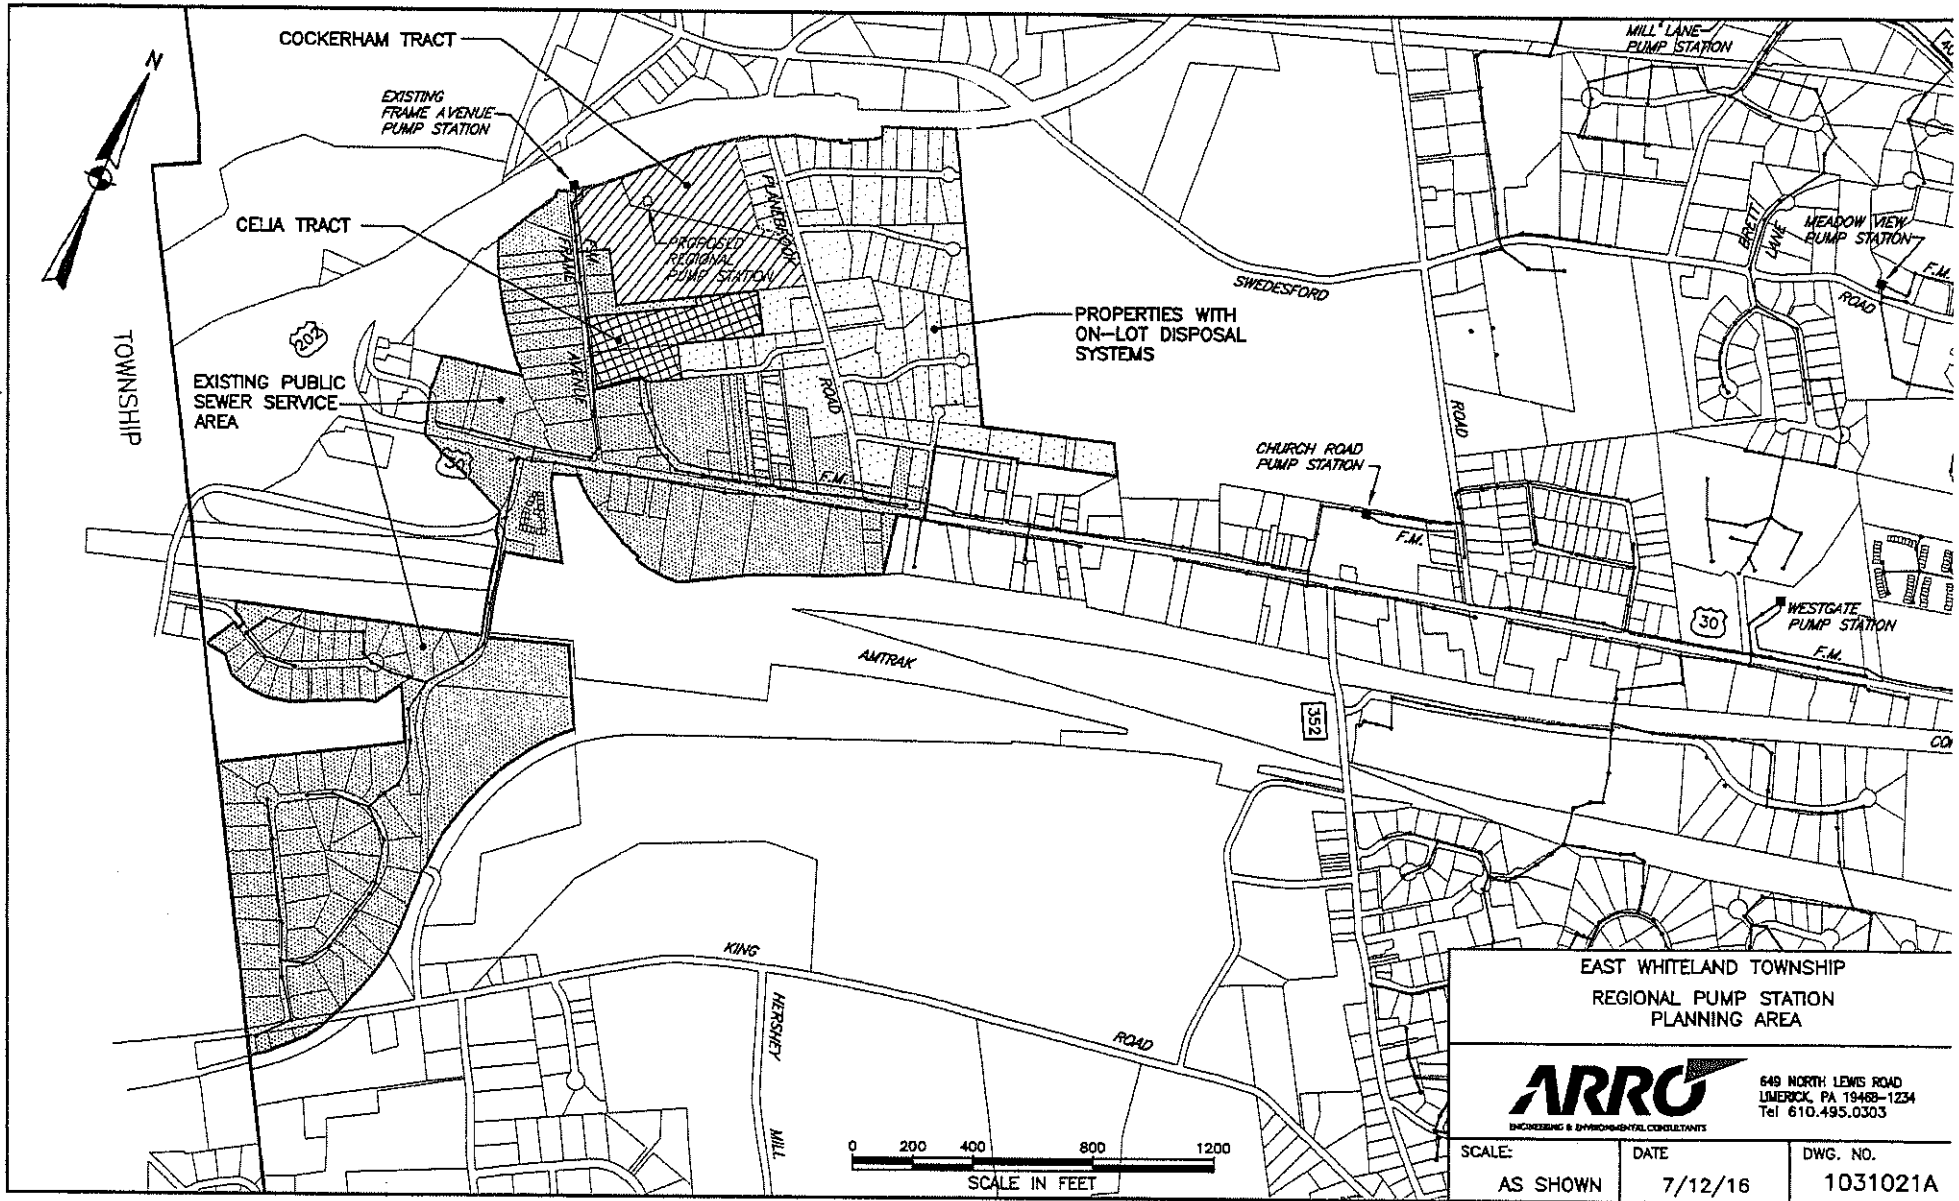 COCKERHAM TRACT
EXISTING
FRAME AVENUE
PUMP STATION
N
CELIA TRACT
F.M.
FRAME
AVENUE
PROPOSED
REGIONAL
PUMP STATION
PLANEBROOK
ROAD
202
TOWNSHIP
EXISTING PUBLIC
SEWER SERVICE
AREA
30
F.M.
PROPERTIES WITH
ON-LOT DISPOSAL
SYSTEMS
SWEDESFORD
ROAD
MILL LANE
PUMP STATION
BRETT
LANE
MEADOW VIEW
PUMP STATION
F.M.
ROAD
CHURCH ROAD
PUMP STATION
F.M.
30
WESTGATE
PUMP STATION
F.M.
AMTRAK
352
KING
ROAD
HERSHEY
MILL
0 200 400 800 1200
SCALE IN FEET
EAST WHITELAND TOWNSHIP
REGIONAL PUMP STATION
PLANNING AREA
ARRO
ENGINEERING & ENVIRONMENTAL CONSULTANTS
649 NORTH LEWIS ROAD
LIMERICK, PA 19468-1234
Tel 610.495.0303
SCALE:
AS SHOWN
DATE
7/12/16
DWG. NO.
1031021A